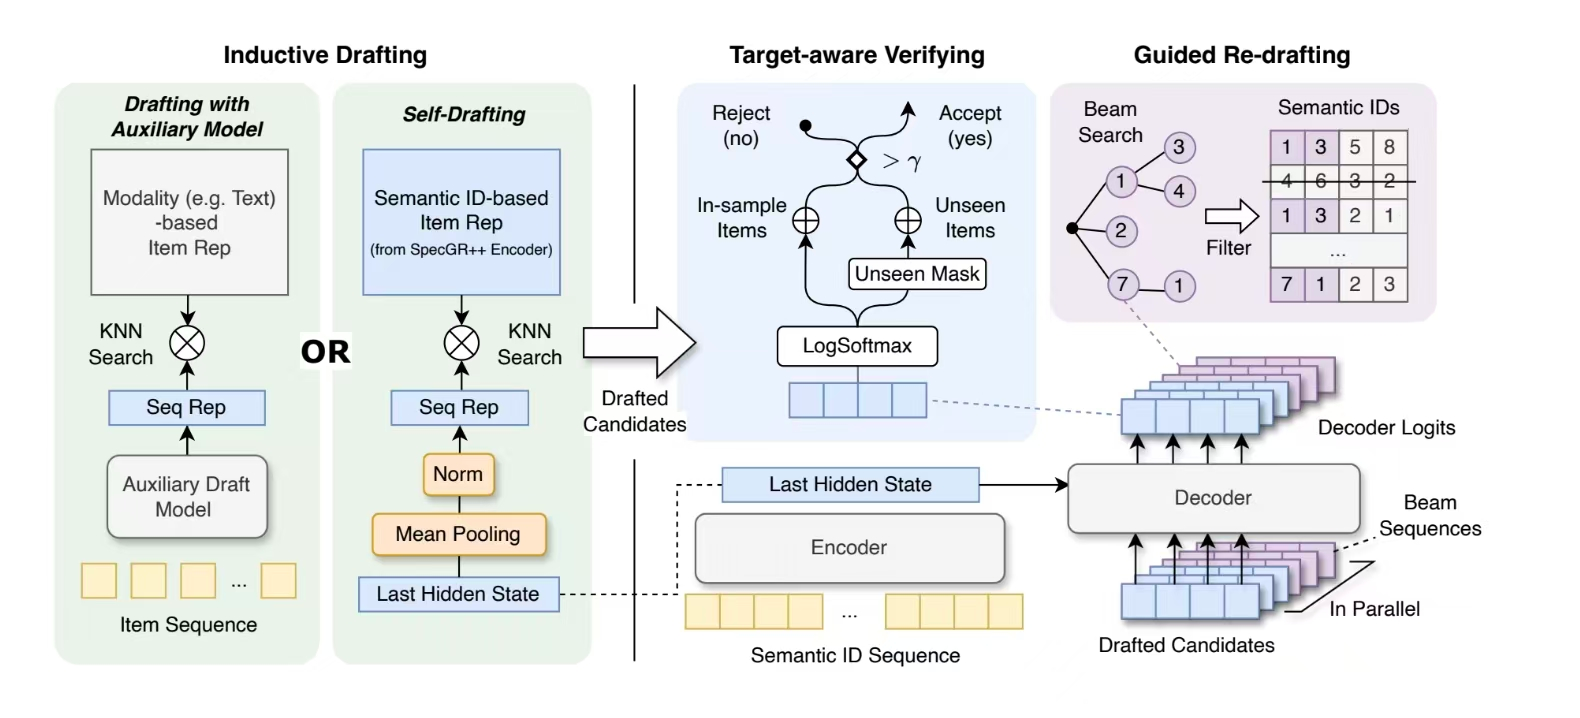 Inductive Drafting
Target-aware Verifying
Guided Re-drafting
Drafting with
Auxiliary Model
Modality (e.g. Text)
-based
Item Rep
KNN
Search
Seq Rep
Auxiliary Draft
Model
...
Item Sequence
OR
Self-Drafting
Semantic ID-based
Item Rep
(from SpecGR++ Encoder)
KNN
Search
Seq Rep
Norm
Mean Pooling
Last Hidden State
Drafted
Candidates
Reject
(no)
Accept
(yes)
> γ
In-sample
Items
Unseen
Items
Unseen Mask
LogSoftmax
Last Hidden State
Encoder
...
Semantic ID Sequence
Beam
Search
1
3
4
2
7
1
Filter
Semantic IDs
1 3 5 8
4 6 3 2
1 3 2 1
...
7 1 2 3
Decoder Logits
Decoder
Beam
Sequences
In Parallel
Drafted Candidates